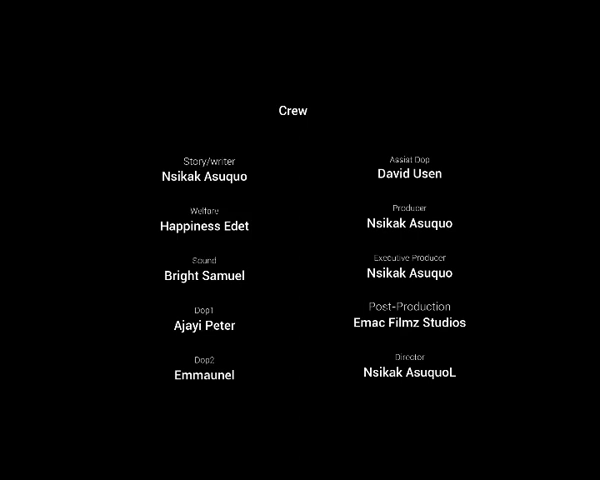 Crew
Story/writer
Nsikak Asuquo
Welfare
Happiness Edet
Sound
Bright Samuel
Dop1
Ajayi Peter
Dop2
Emmaunel
Assist Dop
David Usen
Producer
Nsikak Asuquo
Executive Producer
Nsikak Asuquo
Post-Production
Emac Filmz Studios
Director
Nsikak AsuquoL